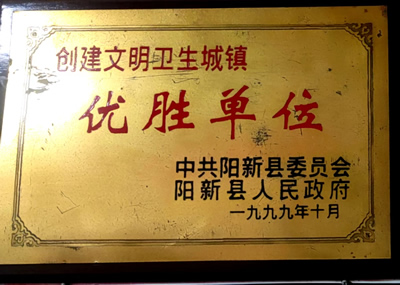 创建文明卫生城镇
优胜单位
中共阳新县委员会
阳新县人民政府
一九九九年十月